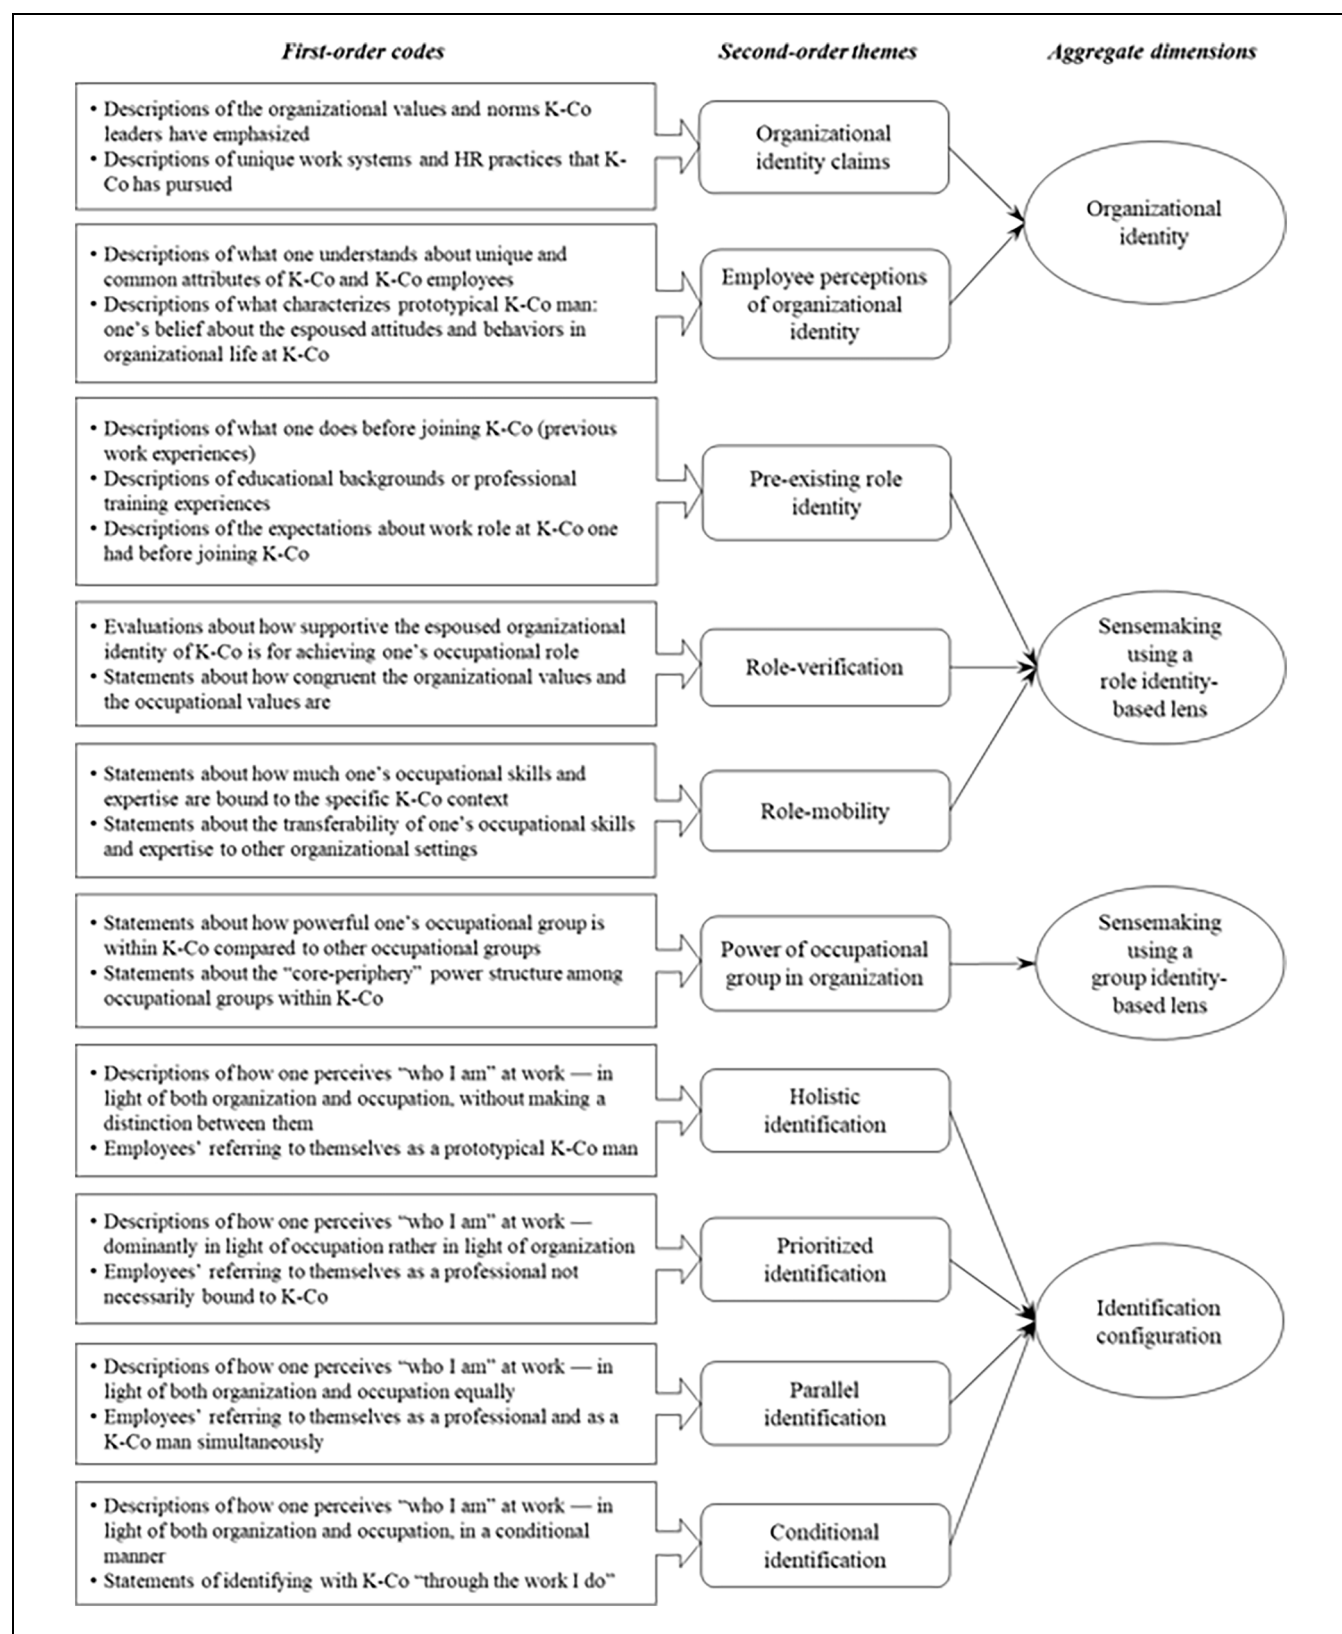 First-order codes
Second-order themes
Aggregate dimensions
• Descriptions of the organizational values and norms K-Co
leaders have emphasized
• Descriptions of unique work systems and HR practices that K-
Co has pursued
Organizational
identity claims
• Descriptions of what one understands about unique and
common attributes of K-Co and K-Co employees
• Descriptions of what characterizes prototypical K-Co man:
one's belief about the espoused attitudes and behaviors in
organizational life at K-Co
Employee perceptions
of organizational
identity
Organizational
identity
• Descriptions of what one does before joining K-Co (previous
work experiences)
• Descriptions of educational backgrounds or professional
training experiences
• Descriptions of the expectations about work role at K-Co one
had before joining K-Co
Pre-existing role
identity
• Evaluations about how supportive the espoused organizational
identity of K-Co is for achieving one's occupational role
• Statements about how congruent the organizational values and
the occupational values are
Role-verification
• Statements about how much one's occupational skills and
expertise are bound to the specific K-Co context
• Statements about the transferability of one's occupational skills
and expertise to other organizational settings
Role-mobility
Sensemaking
using a
role identity-
based lens
• Statements about how powerful one's occupational group is
within K-Co compared to other occupational groups
• Statements about the “core-periphery” power structure among
occupational groups within K-Co
Power of occupational
group in organization
Sensemaking
using a
group identity-
based lens
• Descriptions of how one perceives “who I am” at work — in
light of both organization and occupation, without making a
distinction between them
• Employees' referring to themselves as a prototypical K-Co man
Holistic
identification
• Descriptions of how one perceives “who I am” at work —
dominantly in light of occupation rather in light of organization
• Employees' referring to themselves as a professional not
necessarily bound to K-Co
Prioritized
identification
• Descriptions of how one perceives “who I am” at work — in
light of both organization and occupation equally
• Employees' referring to themselves as a professional and as a
K-Co man simultaneously
Parallel
identification
• Descriptions of how one perceives “who I am” at work — in
light of both organization and occupation, in a conditional
manner
• Statements of identifying with K-Co “through the work I do”
Conditional
identification
Identification
configuration